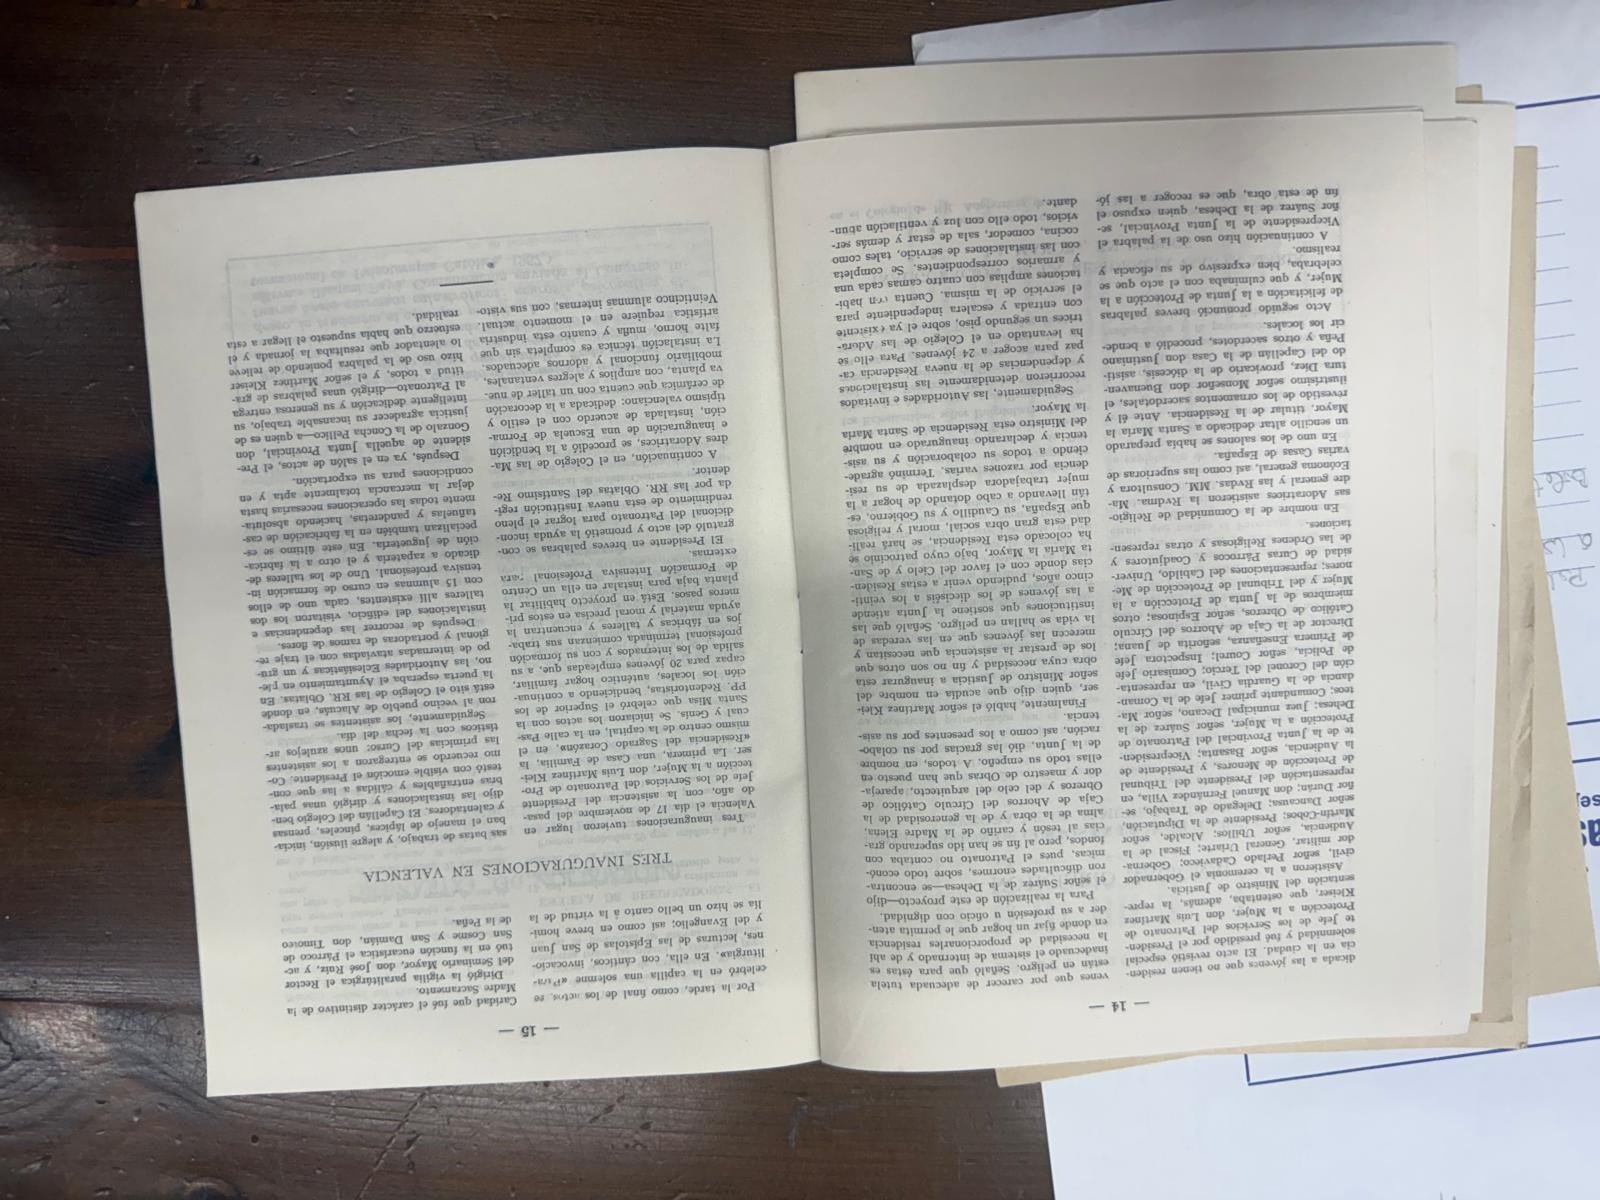 — 14 —
dicada a las jóvenes que no tienen residen-
cia en la ciudad. El acto revistió especial
solemnidad y fué presidido por el Presiden-
te Jefe de los Servicios del Patronato de
Protección a la Mujer, don Luis Martínez
Kleiser, que ostentaba, además, la repre-
sentación del Ministro de Justicia.
Asistieron a la ceremonia el Gobernador
civil, señor Perlado Cadavieco; Goberna-
dor militar, General Uriarte; Fiscal de la
Audiencia, señor Ubillos; Alcalde, señor
Martín-Cobos; Presidente de la Diputación,
señor Dancausa; Delegado de Trabajo, se-
ñor Durán; don Manuel Fernández Villa, en
representación del Presidente del Tribunal
de Protección de Menores, y Presidente de
la Audiencia, señor Basanta; Vicepresiden-
te de la Junta Provincial del Patronato de
Protección a la Mujer, señor Suárez de la
Dehesa; Juez municipal Decano, señor Ma-
teos; Comandante primer Jefe de la Coman-
dancia de la Guardia Civil, en representa-
ción del Coronel del Tercio; Comisario Jefe
de Policía, señor Courel; Inspectora Jefe
de Primera Enseñanza, señorita de Juana;
Director de la Caja de Ahorros del Círculo
Católico de Obreros, señor Espinosa; otros
miembros de la Junta de Protección a la
Mujer y del Tribunal de Protección de Me-
nores; representaciones del Cabildo, Univer-
sidad de Curas Párrocos y Coadjutores y
de las Ordenes Religiosas y otras represen-
taciones.
En nombre de la Comunidad de Religio-
sas Adoratrices asistieron la Rvdma. Ma-
dre general y las Rvdas. MM. Consultora y
Ecónoma general, así como las superioras de
varias Casas de España.
En uno de los salones se había preparado
un sencillo altar dedicado a Santa María la
Mayor, titular de la Residencia. Ante él y
revestido de los ornamentos sacerdotales, el
ilustrísimo señor Monseñor don Buenaven-
tura Díez, provicario de la diócesis, asisti-
do del Capellán de la Casa don Justiniano
Peña y otros sacerdotes, procedió a bende-
cir los locales.
Acto seguido pronunció breves palabras
de felicitación a la Junta de Protección a la
Mujer, y que culminaba con el acto que se
celebraba, bien expresivo de su eficacia y
realismo.
A continuación hizo uso de la palabra el
Vicepresidente de la Junta Provincial, se-
ñor Suárez de la Dehesa, quien expuso el
fin de esta obra, que es recoger a las jó-
venes que por carecer de adecuada tutela
están en peligro. Señaló que para éstas es
inadecuado el sistema de internado y de ahí
la necesidad de proporcionarles residencia
en donde fijar un hogar que le permita aten-
der a su profesión u oficio con dignidad.
Para la realización de este proyecto—dijo
el señor Suárez de la Dehesa—se encontra-
ron dificultades enormes, sobre todo econó-
micas, pues el Patronato no contaba con
fondos, pero al fin se han ido superando gra-
cias al tesón y cariño de la Madre Elena;
alma de la obra y de la generosidad de la
Caja de Ahorros del Círculo Católico de
Obreros y del celo del arquitecto, apareja-
dor y maestro de Obras que han puesto en
ellas todo su empeño. A todos, en nombre
de la Junta, dió las gracias por su colabo-
ración, así como a los presentes por su asis-
tencia.
Finalmente, habló el señor Martínez Klei-
ser, quien dijo que acudía en nombre del
señor Ministro de Justicia a inaugurar esta
obra cuya necesidad y fin no son otros que
los de prestar la asistencia que necesitan y
merecen las jóvenes que en las veredas de
la vida se hallan en peligro. Señaló que las
instituciones que sostiene la Junta atiende
a las jóvenes de los dieciséis a los venti-
cinco años, pudiendo venir a estas Residen-
cias donde con el favor del Cielo y de San-
ta María la Mayor, bajo cuyo patrocinio se
ha colocado esta Residencia, se hará reali-
dad esta gran obra social, moral y religiosa
que España, su Caudillo y su Gobierno, es-
tán llevando a cabo dotando de hogar a la
mujer trabajadora desplazada de su resi-
dencia por razones varias. Terminó agrade-
ciendo a todos su colaboración y su asis-
tencia y declarando inaugurado en nombre
del Ministro esta Residencia de Santa María
la Mayor.
Seguidamente, las Autoridades e invitados
recorrieron detenidamente las instalaciones
y dependencias de la nueva Residencia ca-
paz para acoger a 24 jóvenes. Para ello se
ha levantado en el Colegio de las Adora-
trices un segundo piso, sobre el ya existente
con entrada y escalera independiente para
el servicio de la misma. Cuenta con habi-
taciones amplias con cuatro camas cada una
y armarios correspondientes. Se completa
con las instalaciones de servicio, tales como
cocina, comedor, sala de estar y demás ser-
vicios, todo ello con luz y ventilación abun-
dante.
— 15 —
Por la tarde, como final de los actos, se
celebró en la capilla una solemne «Para-
liturgia». En ella, con cánticos, invocacio-
nes, lecturas de las Epístolas de San Juan
y del Evangelio; así como en breve homi-
lía se hizo un bello canto á la virtud de la
Caridad que fué el carácter distintivo de la
Madre Sacramento.
Dirigió la vigilia paralitúrgica el Rector
del Seminario Mayor, don José Ruiz, y ac-
tuó en la función eucarística el Párroco de
San Cosme y San Damián, don Timoteo
de la Peña.
TRES INAUGURACIONES EN VALENCIA
Tres inauguraciones tuvieron lugar en
Valencia el día 17 de noviembre del pasa-
do año, con la asistencia del Presidente
Jefe de los Servicios del Patronato de Pro-
tección a la Mujer, don Luis Martínez Klei-
ser. La primera, una Casa de Familia, la
«Residencia del Sagrado Corazón», en el
mismo centro de la capital, en la calle Pas-
cual y Genís. Se iniciaron los actos con la
Santa Misa que celebró el Superior de los
PP. Redentoristas, bendiciendo a continua-
ción los locales, auténtico hogar familiar,
capaz para 20 jóvenes empleadas que, a su
salida de los internados y con su formación
profesional terminada comienzan sus traba-
jos en fábricas y talleres y encuentran la
ayuda material y moral precisa en estos pri-
meros pasos. Está en proyecto habilitar la
planta baja para instalar en ella un Centro
de Formación Intensiva Profesional para
externas.
El Presidente en breves palabras se con-
gratuló del acto y prometió la ayuda incon-
dicional del Patronato para lograr el pleno
rendimiento de esta nueva Institución regi-
da por las RR. Oblatas del Santísimo Re-
dentor.
A continuación, en el Colegio de las Ma-
dres Adoratrices, se procedió a la bendición
e inauguración de una Escuela de Forma-
ción, instalada de acuerdo con el estilo y
tipismo valenciano: dedicada a la decoración
de cerámica que cuenta con un taller de nue-
va planta, con amplios y alegres ventanales,
mobiliario funcional y adornos adecuados.
La instalación técnica es completa sin que
falte horno, mufla y cuanto esta industria
artística requiere en el momento actual.
Veinticinco alumnas internas, con sus visto-
sas batas de trabajo, y alegre ilusión, inicia-
ban el manejo de lápices, pinceles, prensas
y calentadores. El Capellán del Colegio ben-
dijo las instalaciones y dirigió unas pala-
bras entrañables y cálidas a las que con-
testó con visible emoción el Presidente. Co-
mo recuerdo se entregaron a los asistentes
las primicias del Curso: unos azulejos ar-
tísticos con la fecha del día.
Seguidamente, los asistentes se traslada-
ron al vecino pueblo de Alacuás, en donde
está sito el Colegio de las RR. Oblatas. En
la puerta esperaba el Ayuntamiento en ple-
no, las Autoridades Eclesiásticas y un gru-
po de internadas ataviadas con el traje re-
gional y portadoras de ramos de flores.
Después de recorrer las dependencias e
instalaciones del edificio, visitaron los dos
talleres allí existentes, cada uno de ellos
con 15 alumnas en curso de formación in-
tensiva profesional. Uno de los talleres de-
dicado a zapatería y el otro a la fabrica-
ción de juguetería. En este último se es-
pecializan también en la fabricación de cas-
tañuelas y panderetas, haciendo absoluta-
mente todas las operaciones necesarias hasta
dejar la mercancía totalmente apta y en
condiciones para su exportación.
Después, ya en el salón de actos, el Pre-
sidente de aquella Junta Provincial, don
Gonzalo de la Concha Pellico—a quien es de
justicia agradecer su incansable trabajo, su
inteligente dedicación y su generosa entrega
al Patronato—dirigió unas palabras de gra-
titud a todos, y el señor Martínez Kleiser
hizo uso de la palabra poniendo de relieve
lo alentador que resultaba la jornada y el
esfuerzo que había supuesto el llegar a esta
realidad.